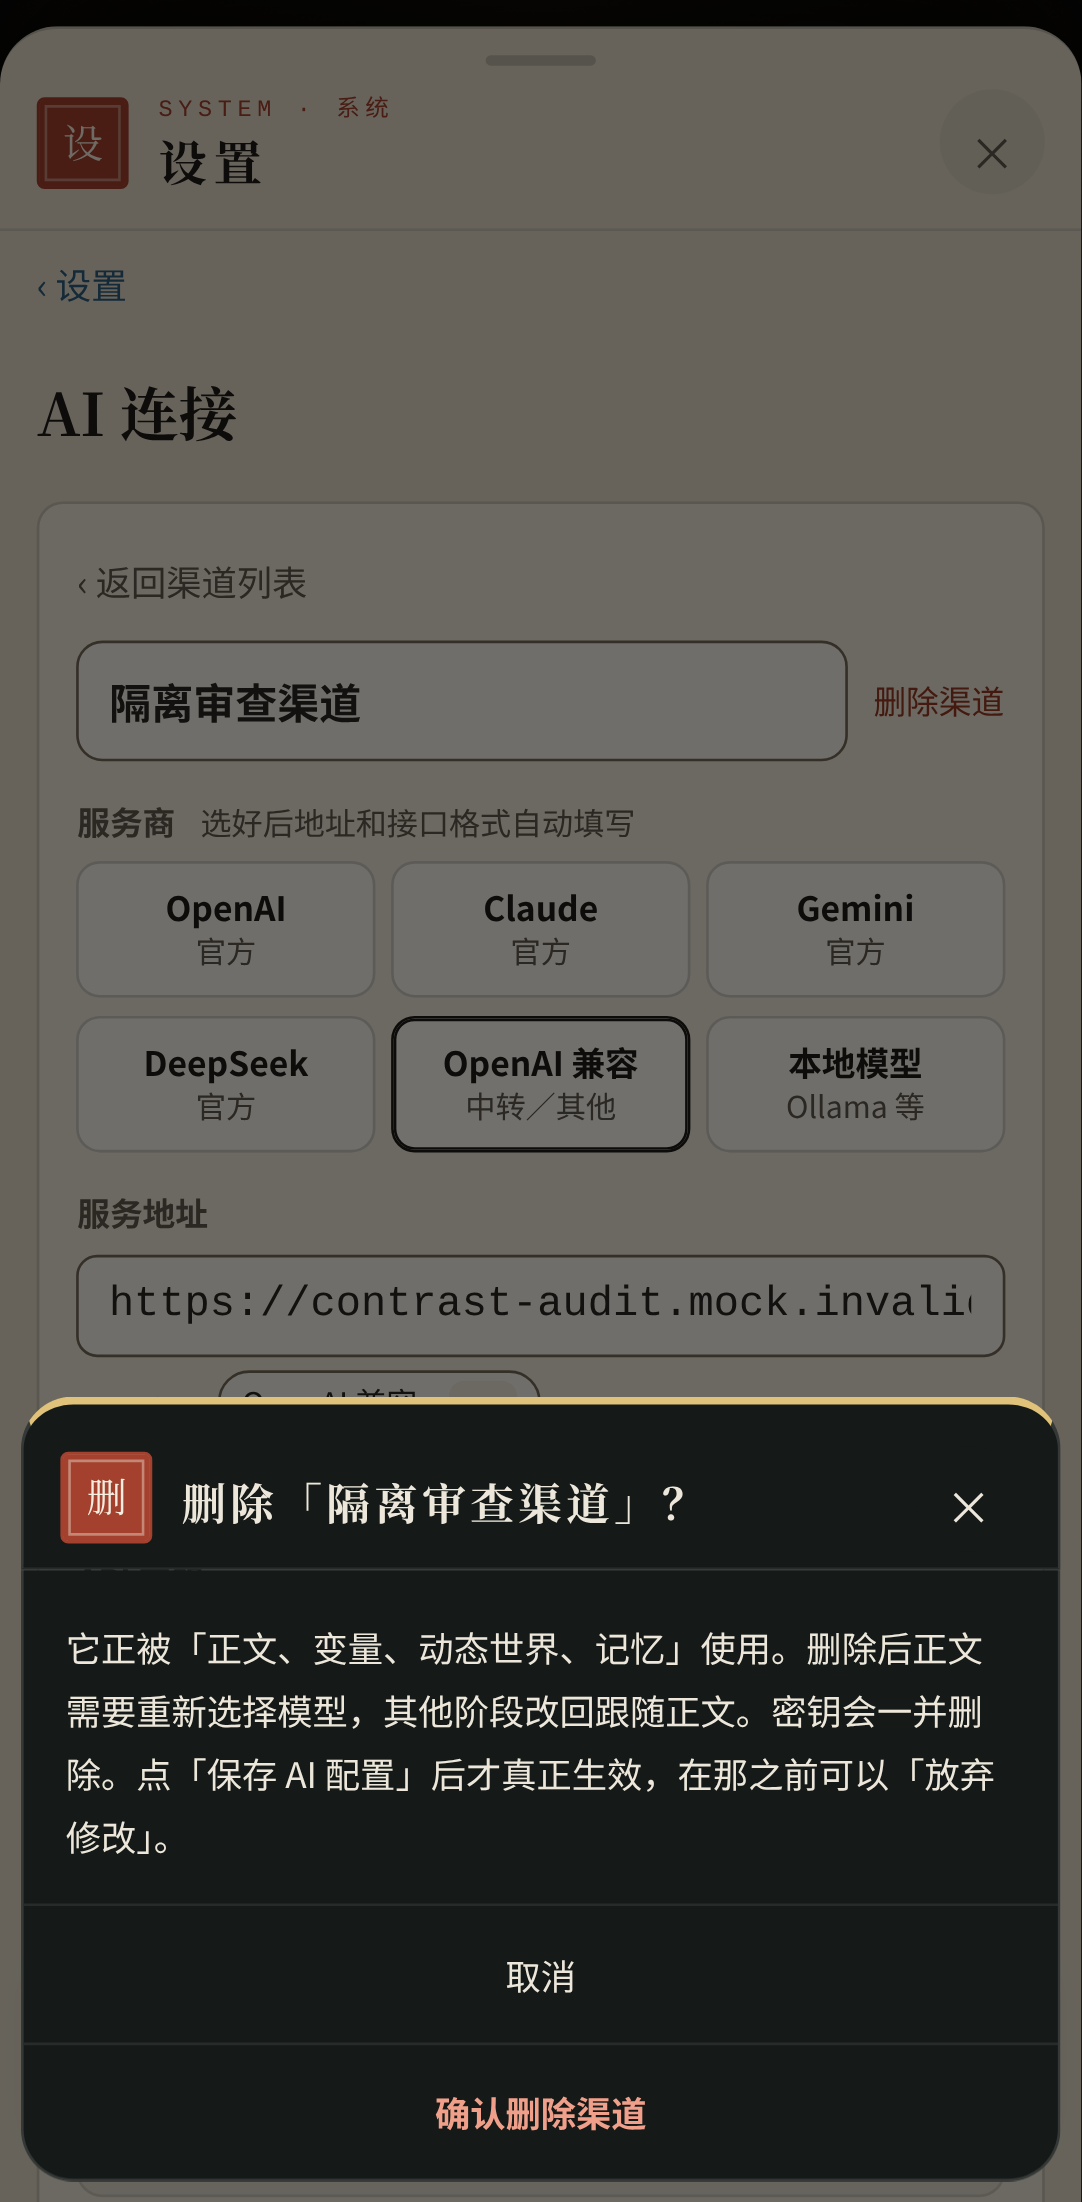 设
SYSTEM · 系统
设置
‹ 设置
AI 连接
‹ 返回渠道列表
隔离审查渠道
删除渠道
服务商 选好后地址和接口格式自动填写
OpenAI
官方
Claude
官方
Gemini
官方
DeepSeek
官方
OpenAI 兼容
中转／其他
本地模型
Ollama 等
服务地址
https://contrast-audit.mock.invali
OpenAI 兼容
删
删除「隔离审查渠道」？
它正被「正文、变量、动态世界、记忆」使用。删除后正文
需要重新选择模型，其他阶段改回跟随正文。密钥会一并删
除。点「保存 AI 配置」后才真正生效，在那之前可以「放弃
修改」。
取消
确认删除渠道